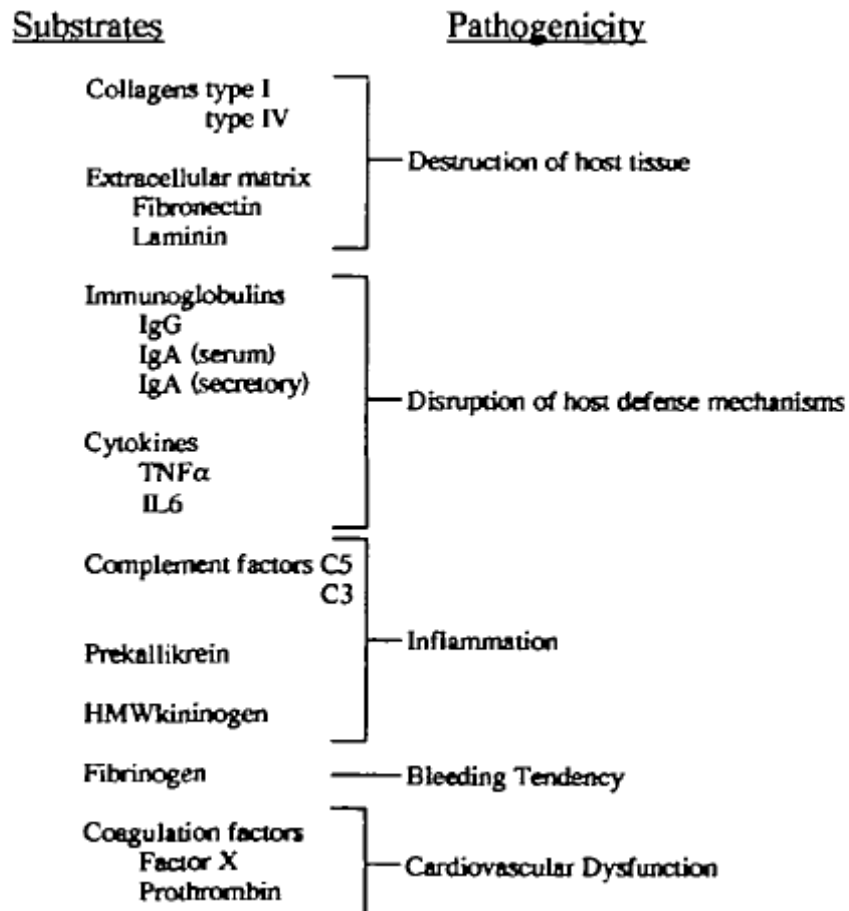 Substrates Pathogenicity
Collagens type I
type IV
Destruction of host tissue
Extracellular matrix
Fibronectin
Laminin
Immunoglobulins
IgG
IgA (serum)
IgA (secretory)
Disruption of host defense mechanisms
Cytokines
TNFα
IL6
Complement factors C5
C3
Inflammation
Prekallikrein
HMWkininogen
Fibrinogen Bleeding Tendency
Coagulation factors
Factor X
Cardiovascular Dysfunction
Prothrombin